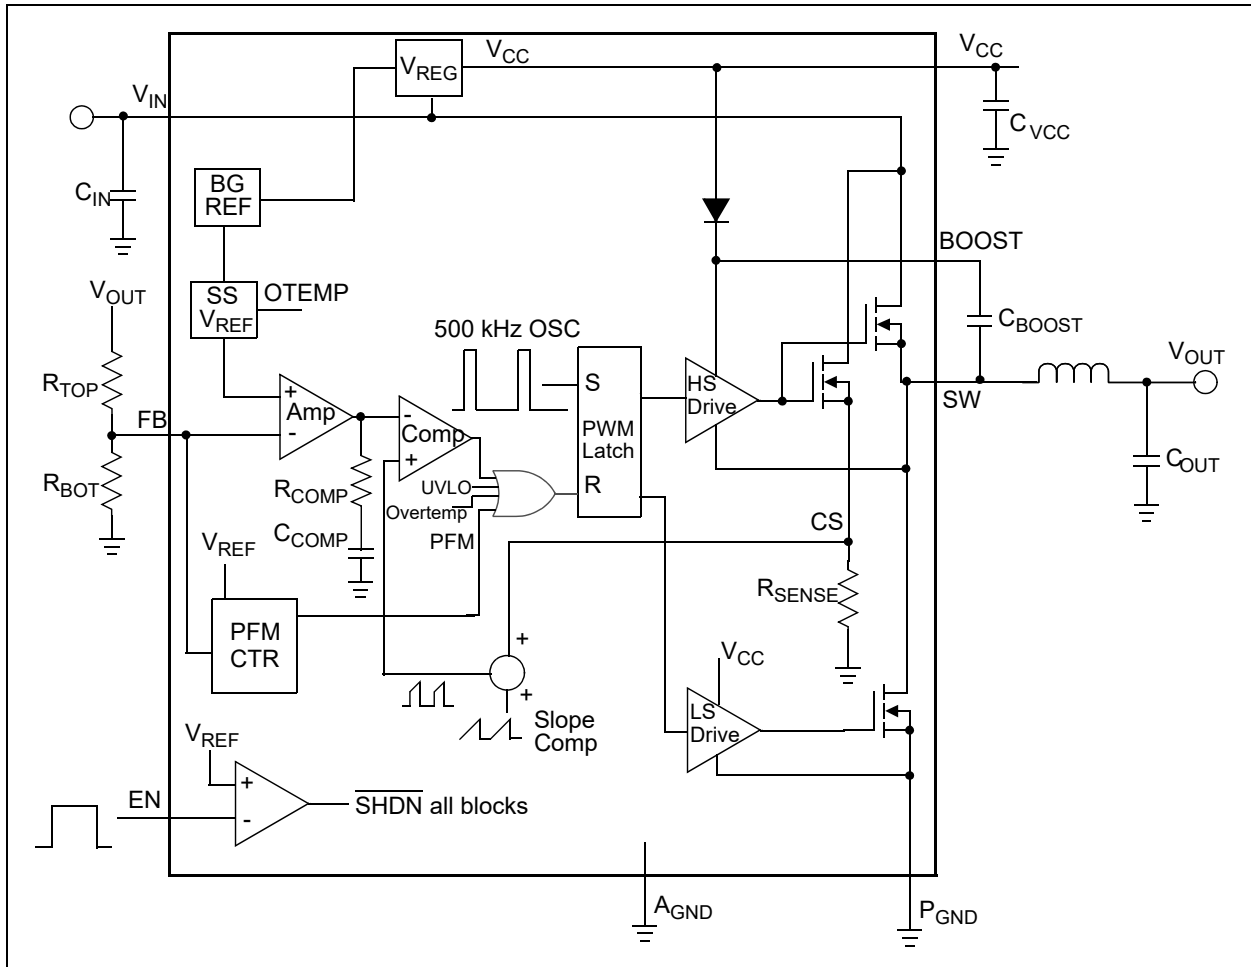 VREG
VCC
VCC
VIN
CVCC
CIN
BG
REF
BOOST
SS
VREF
OTEMP
VOUT
CBOOST
500 kHz OSC
VOUT
RTOP
S
HS
Drive
SW
+
Amp
-
-
Comp
+
FB
PWM
Latch
RBOT
RCOMP
UVLO
R
COUT
Overtemp
CCOMP
PFM
CS
VREF
RSENSE
PFM
CTR
+
VCC
+
Slope
Comp
LS
Drive
VREF
+
EN
-
SHDN all blocks
AGND
PGND